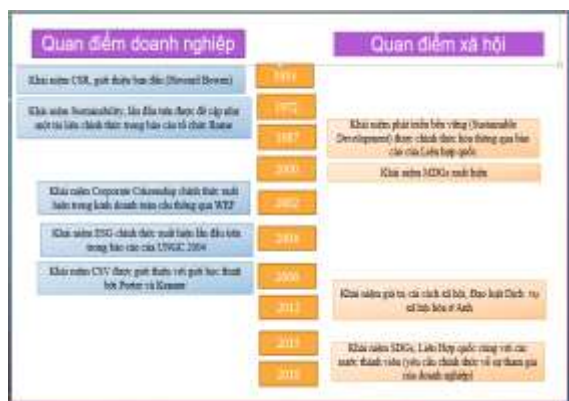 Quan điểm doanh nghiệp
Quan điểm xã hội
Khái niệm CSR, giới thiệu ban đầu (Howard Bowen)
1953
1972
Khái niệm Sustainability, lần đầu tiên được đề cập như
một tài liệu chính thức trong báo cáo tổ chức Rome
1987
Khái niệm phát triển bền vững (Sustainable
Development) được chính thức hóa thông qua báo
cáo của Liên hợp quốc
2000
Khái niệm MDGs xuất hiện
Khái niệm Corporate Citizenship chính thức xuất
hiện trong kinh doanh toàn cầu thông qua WEF
2002
Khái niệm ESG chính thức xuất hiện lần đầu tiên
trong báo cáo của UNGC 2004
2004
Khái niệm CSV được giới thiệu với giới học thuật
bởi Porter và Kramer
2006
2012
Khái niệm giá trị cải cách xã hội, Đạo luật Dịch vụ
xã hội hóa ở Anh
2015
Khái niệm SDGs, Liên Hợp quốc cùng với các
nước thành viên (yêu cầu chính thức về sự tham gia
của doanh nghiệp)